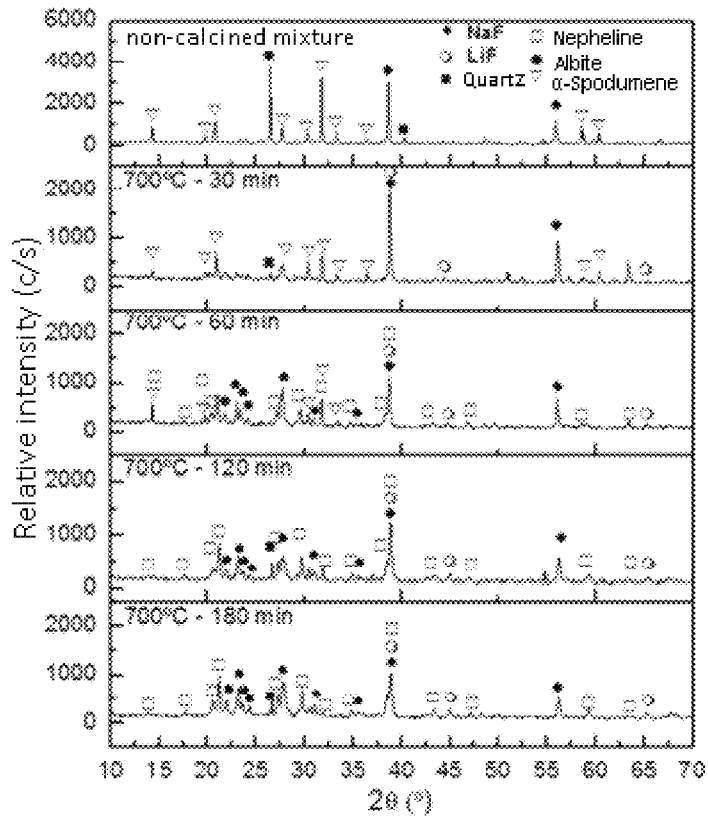 6000
4000
2000
0
non-calcined mixture
NaF
LiF
Quartz
Nepheline
Albite
α-Spodumene
2000
1000
0
700°C - 30 min
2000
1000
0
700°C - 60 min
2000
1000
0
700°C - 120 min
2000
1000
0
700°C - 180 min
Relative intensity (c/s)
10 15 20 25 30 35 40 45 50 55 60 65 70
2θ (°)